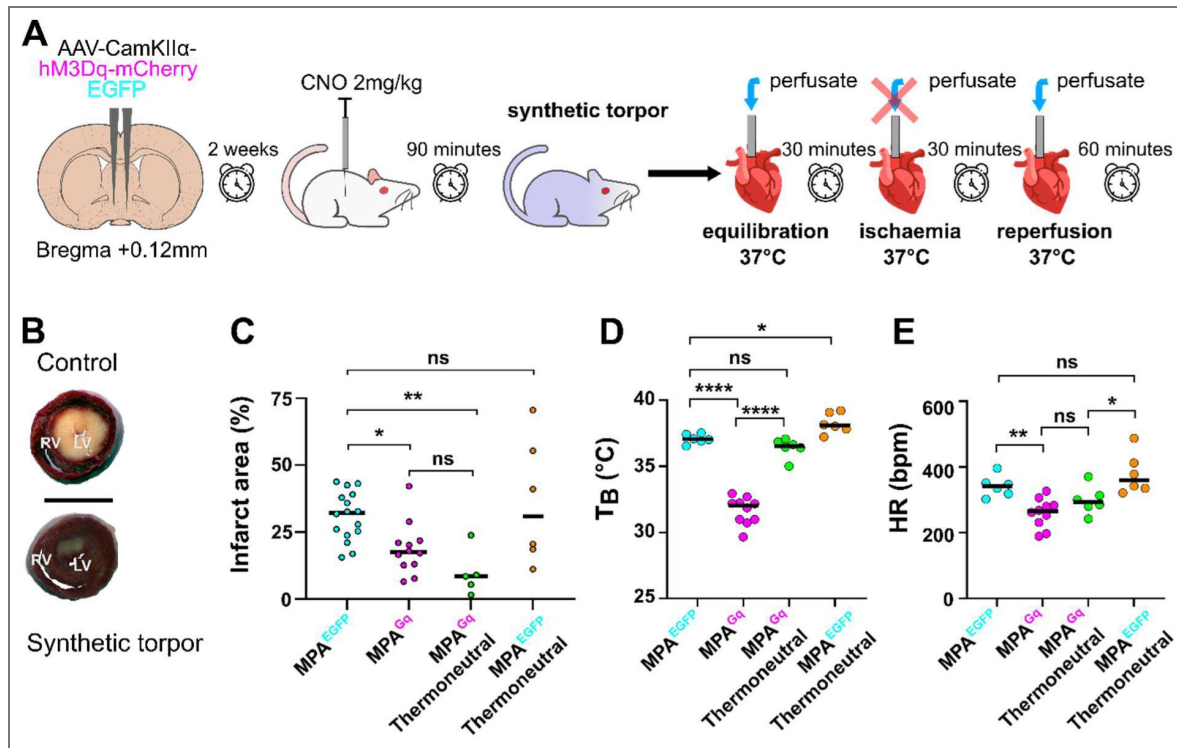 A
AAV-CamKIIα-
hM3Dq-mCherry
EGFP
Bregma +0.12mm
2 weeks
CNO 2mg/kg
90 minutes
synthetic torpor
perfusate
30 minutes
equilibration
37°C
perfusate
30 minutes
ischaemia
37°C
perfusate
60 minutes
reperfusion
37°C
B
Control
RV LV
RV LV
Synthetic torpor
C
ns
**
*
ns
Infarct area (%)
75
50
25
0
MPA EGFP
MPA Gq
MPA Gq
Thermoneutral
MPA EGFP
Thermoneutral
D
*
ns
****
****
TB (°C)
40
35
30
25
MPA EGFP
MPA Gq
MPA Gq
Thermoneutral
MPA EGFP
Thermoneutral
E
ns
*
ns
**
HR (bpm)
600
400
200
0
MPA EGFP
MPA Gq
MPA Gq
Thermoneutral
MPA EGFP
Thermoneutral